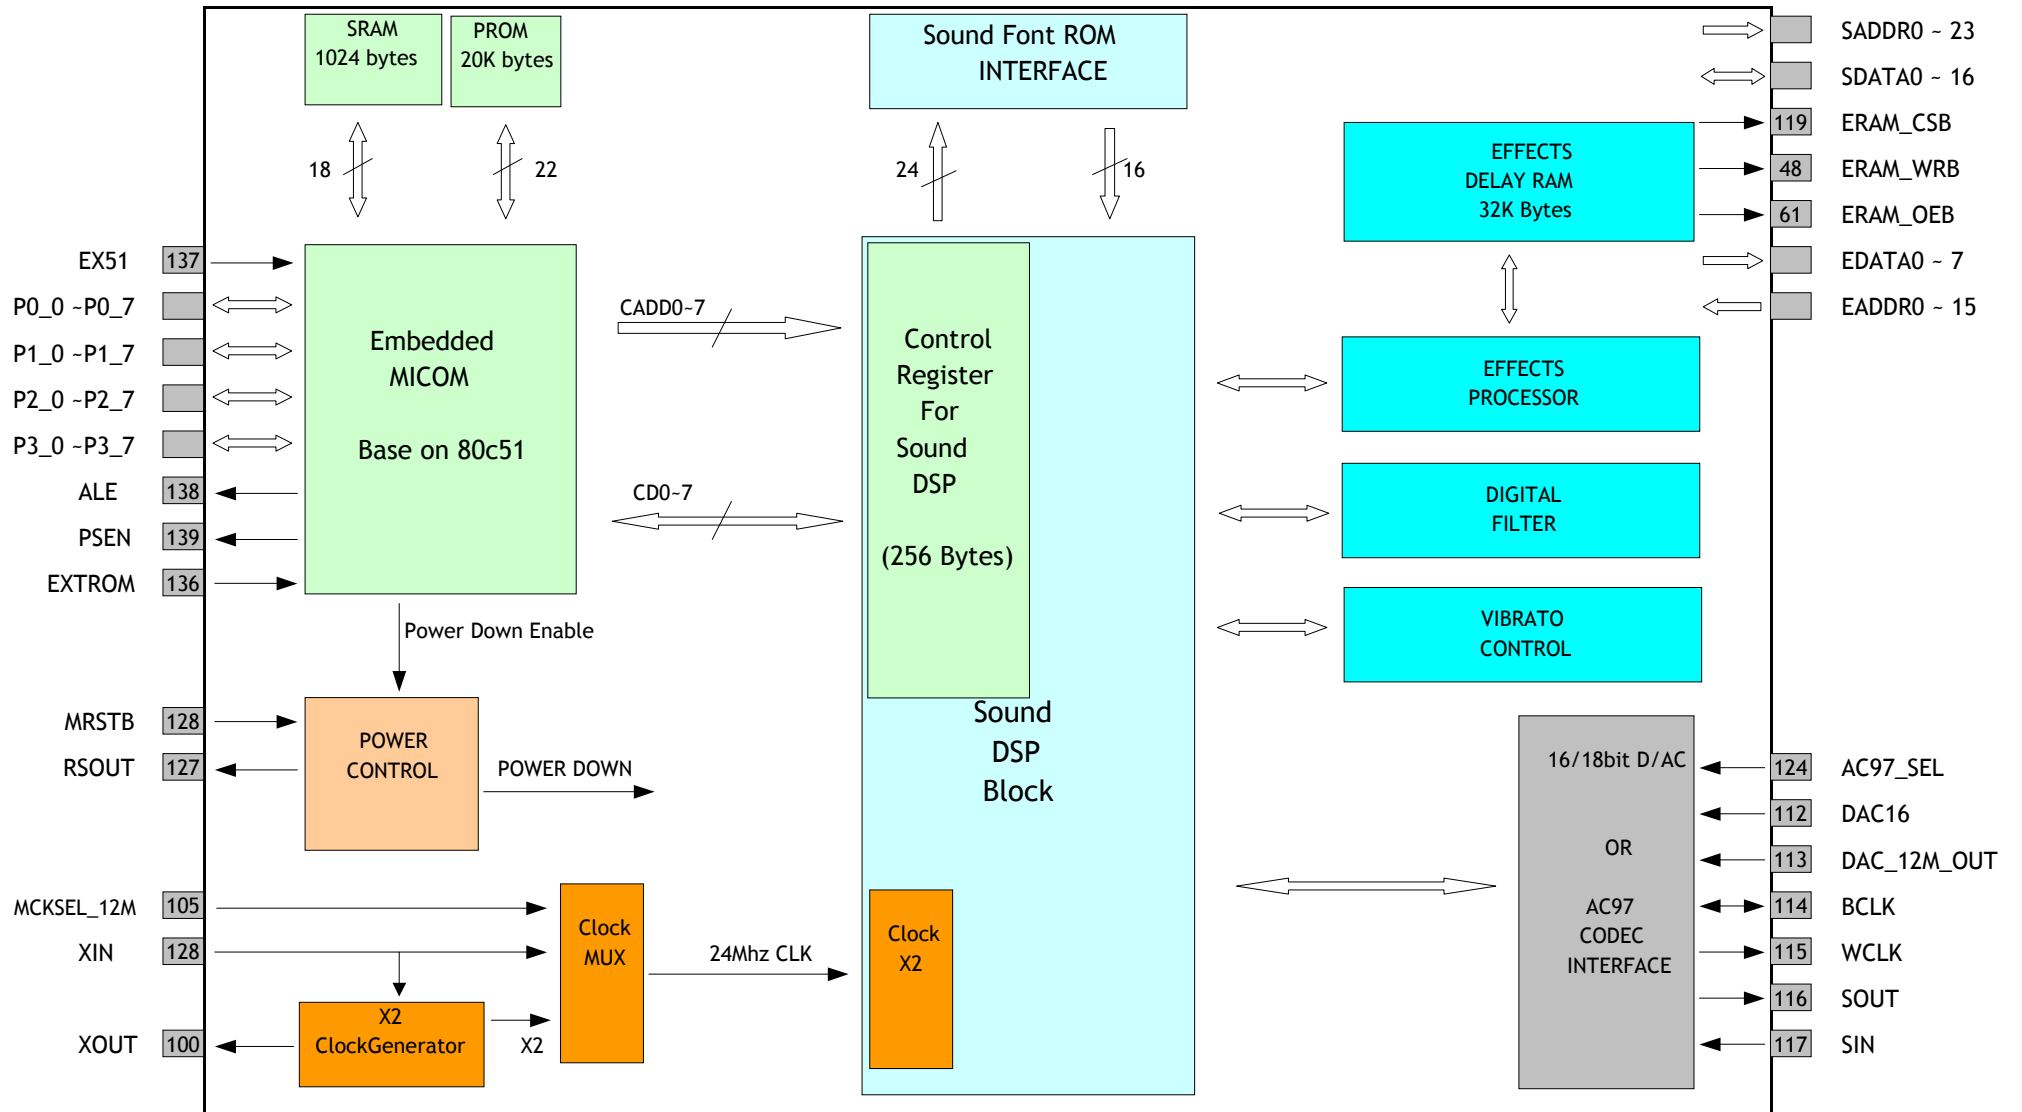 SRAM
1024 bytes
PROM
20K bytes
Sound Font ROM
INTERFACE
18
22
24
16
EX51 137
P0_0 ~P0_7
P1_0 ~P1_7
P2_0 ~P2_7
P3_0 ~P3_7
ALE 138
PSEN 139
EXTROM 136
Embedded
MICOM
Base on 80c51
CADD0~7
CD0~7
Control
Register
For
Sound
DSP
(256 Bytes)
Sound
DSP
Block
Power Down Enable
MRSTB 128
RSOUT 127
POWER
CONTROL
POWER DOWN
MCKSEL_12M 105
XIN 128
XOUT 100
X2
ClockGenerator
X2
Clock
MUX
24Mhz CLK
Clock
X2
EFFECTS
DELAY RAM
32K Bytes
EFFECTS
PROCESSOR
DIGITAL
FILTER
VIBRATO
CONTROL
16/18bit D/AC
OR
AC97
CODEC
INTERFACE
SADDR0 ~ 23
SDATA0 ~ 16
119 ERAM_CSB
48 ERAM_WRB
61 ERAM_OEB
EDATA0 ~ 7
EADDR0 ~ 15
124 AC97_SEL
112 DAC16
113 DAC_12M_OUT
114 BCLK
115 WCLK
116 SOUT
117 SIN